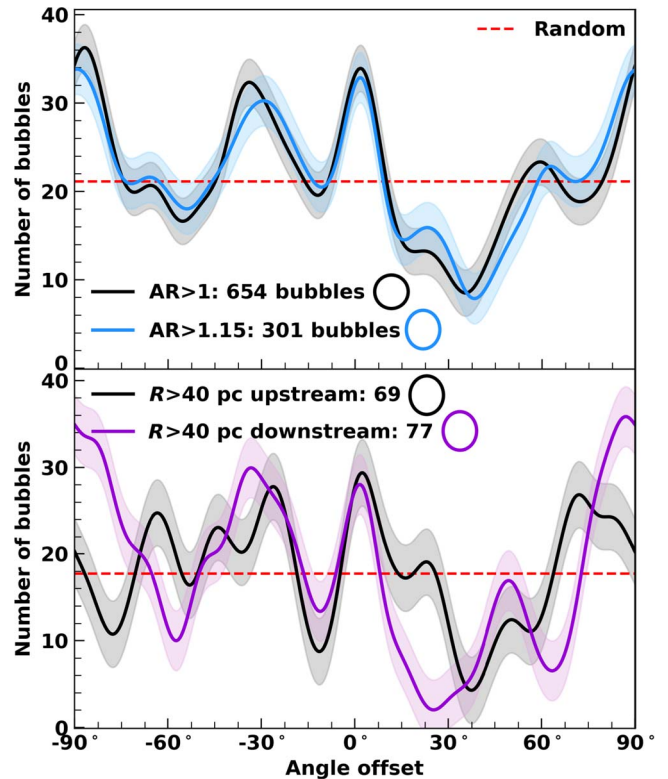 40
Random
30
Number of bubbles
20
10
AR>1: 654 bubbles
AR>1.15: 301 bubbles
0
40
R>40 pc upstream: 69
R>40 pc downstream: 77
30
Number of bubbles
20
10
0
-90° -60° -30° 0° 30° 60° 90°
Angle offset